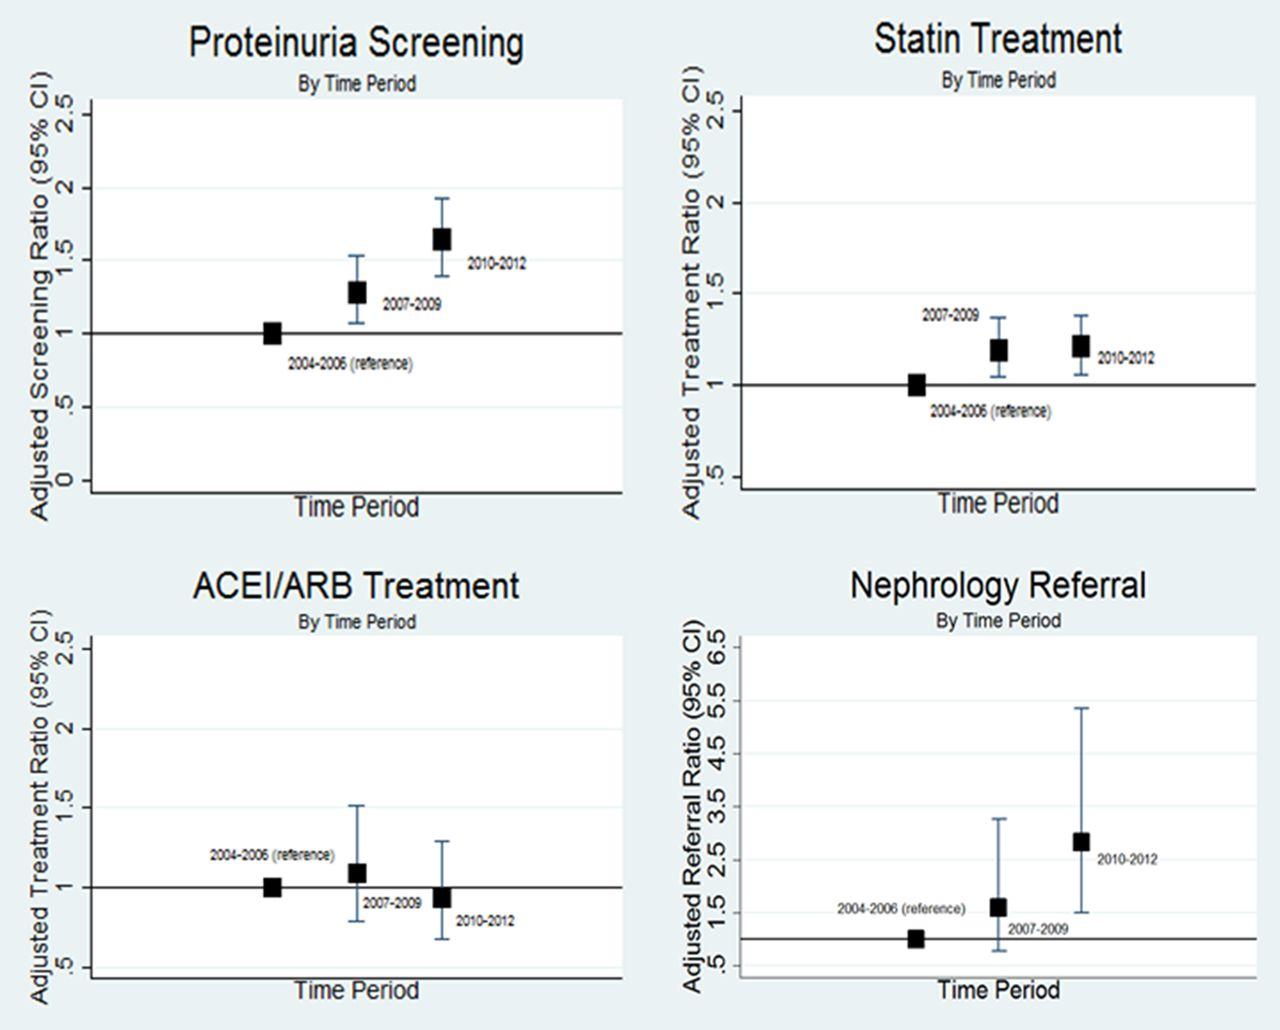 Proteinuria Screening
By Time Period
Adjusted Screening Ratio (95% CI)
2.5
2
1.5
1
.5
0
2010-2012
2007-2009
2004-2006 (reference)
Time Period
Statin Treatment
By Time Period
Adjusted Treatment Ratio (95% CI)
2.5
2
1.5
1
.5
2007-2009
2010-2012
2004-2006 (reference)
Time Period
ACEI/ARB Treatment
By Time Period
Adjusted Treatment Ratio (95% CI)
2.5
2
1.5
1
.5
2004-2006 (reference)
2007-2009
2010-2012
Time Period
Nephrology Referral
By Time Period
Adjusted Referral Ratio (95% CI)
6.5
5.5
4.5
3.5
2.5
1.5
.5
2010-2012
2004-2006 (reference)
2007-2009
Time Period